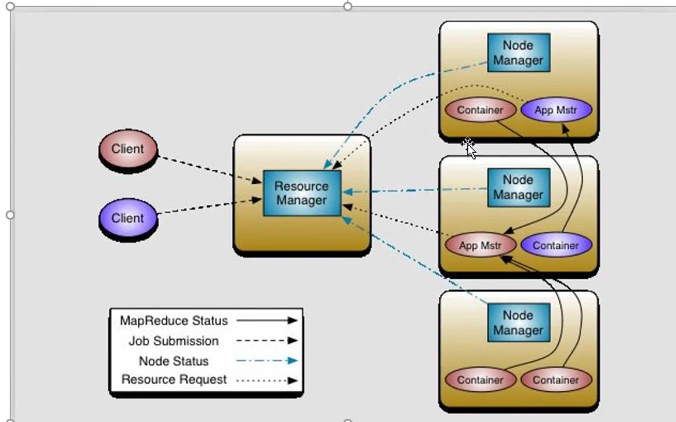 Client
Client
Resource
Manager
Node
Manager
Container
App Mstr
Node
Manager
App Mstr
Container
Node
Manager
Container
Container
MapReduce Status
Job Submission
Node Status
Resource Request